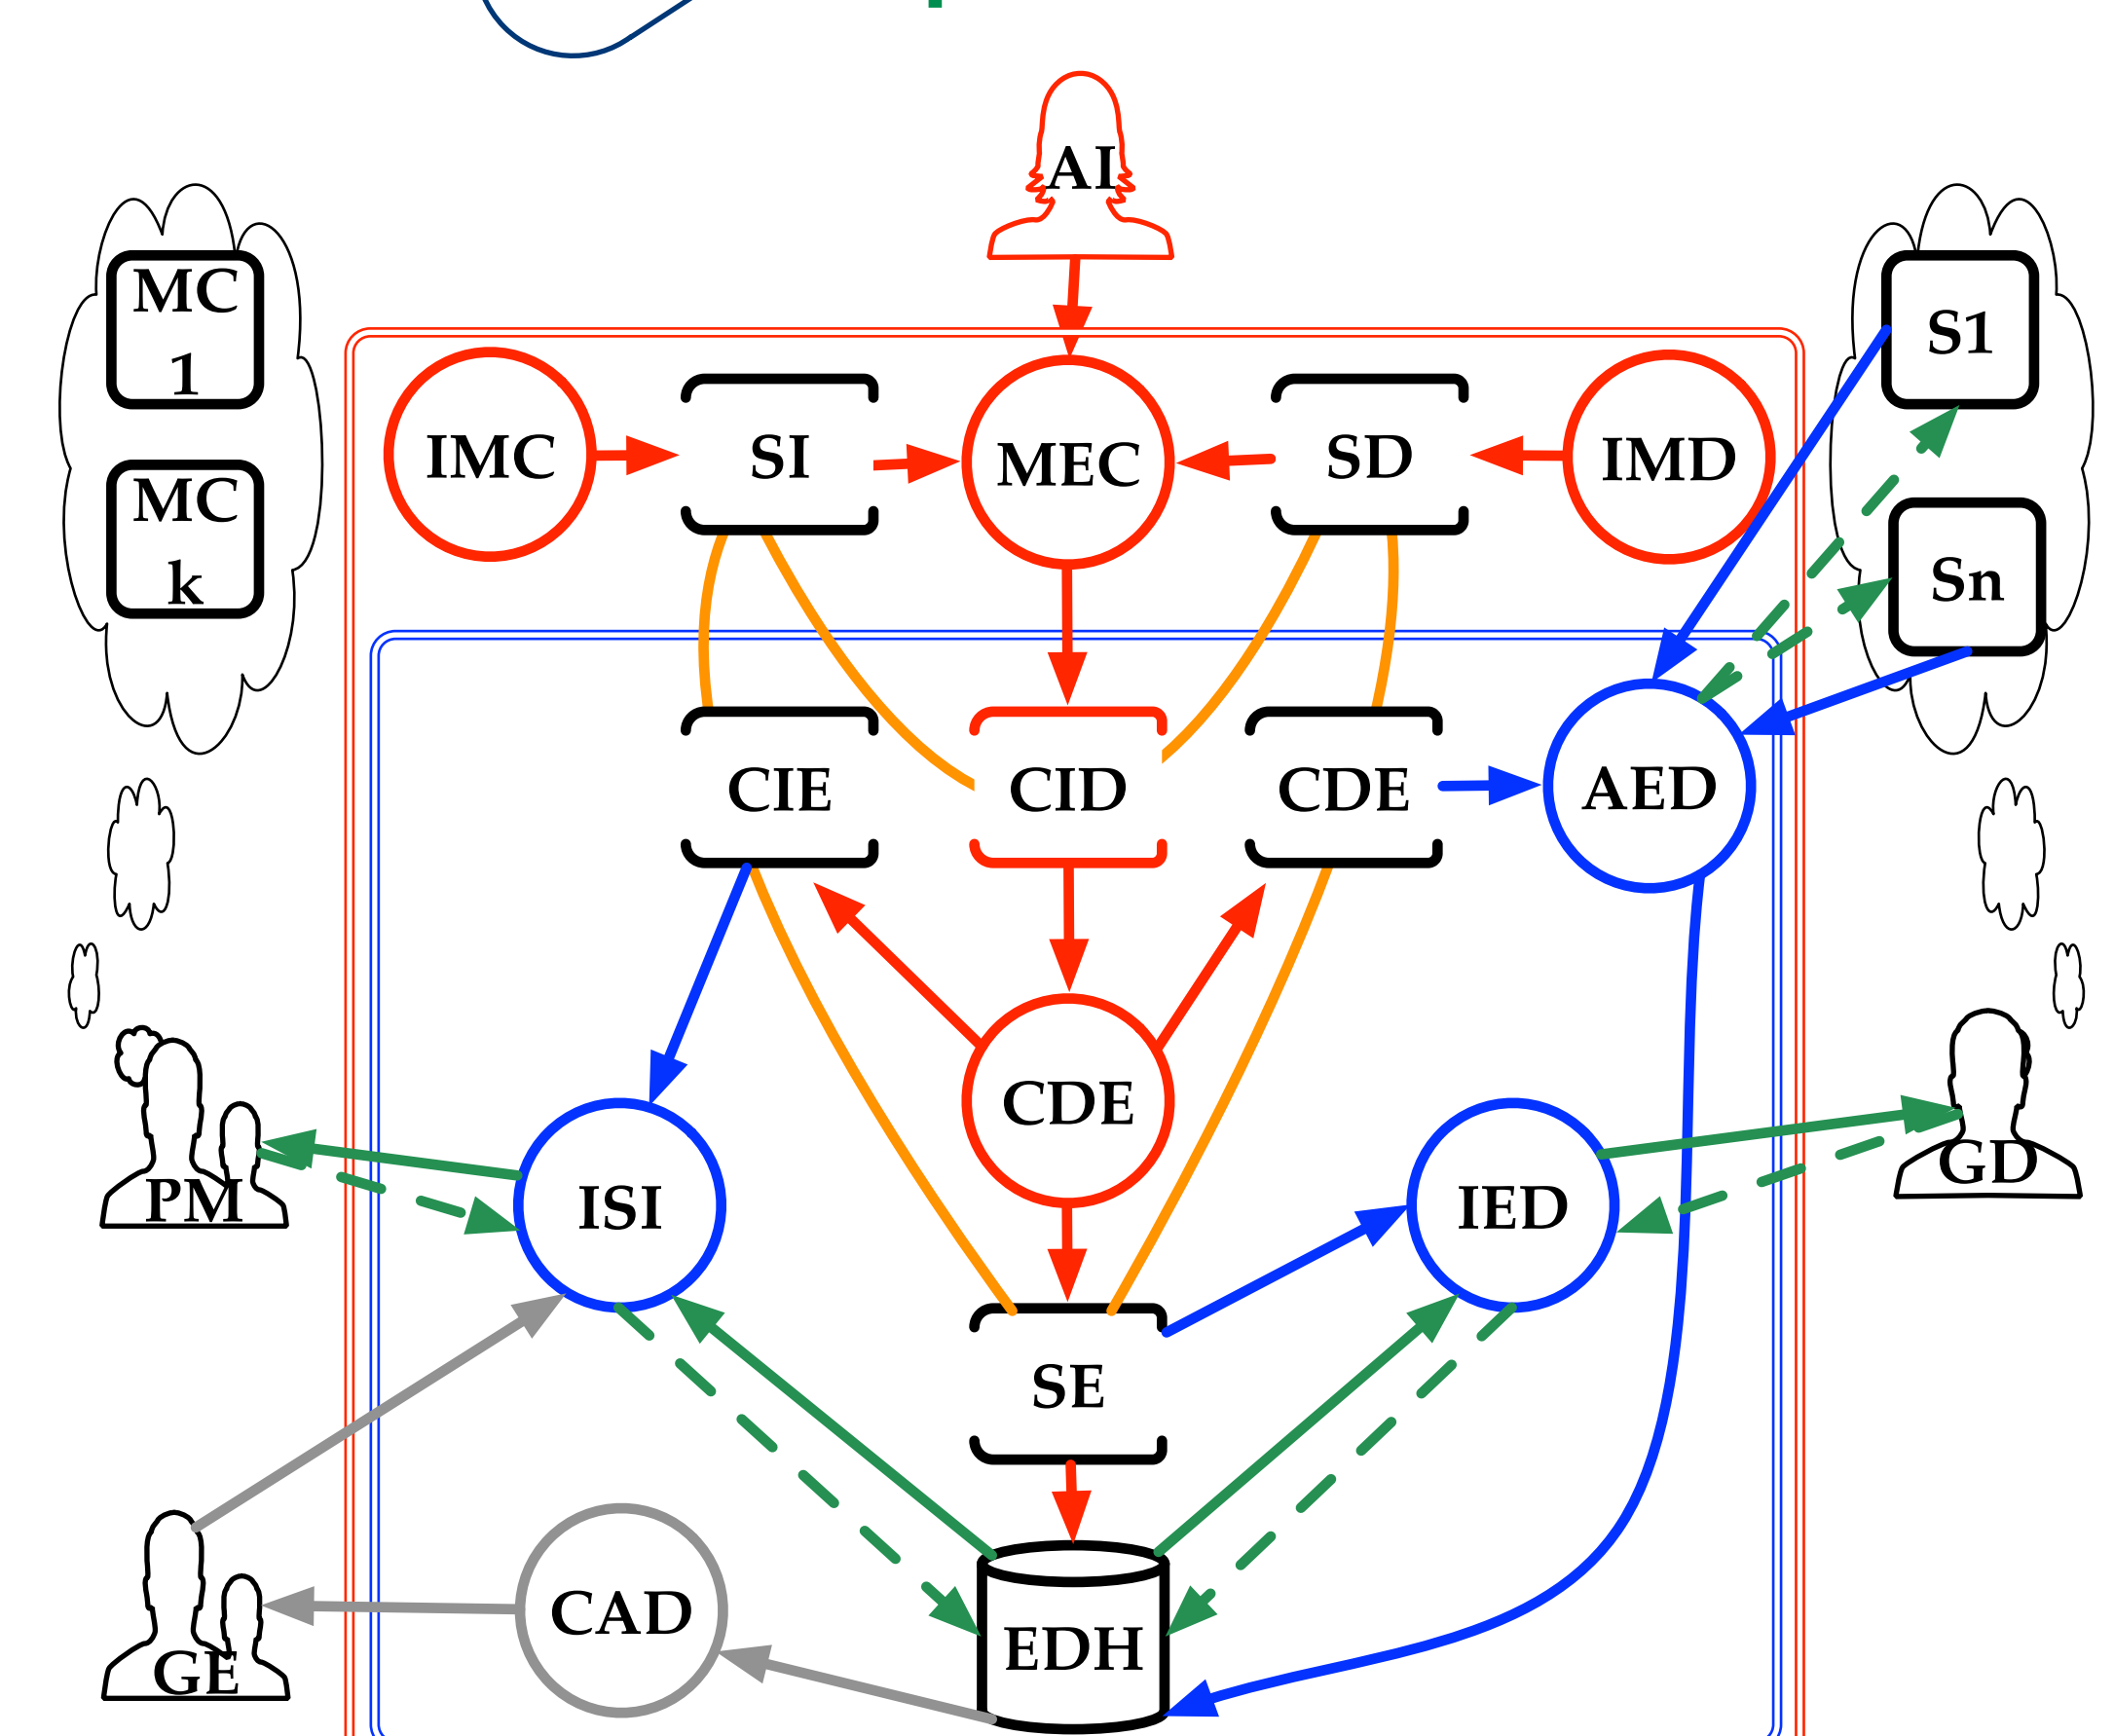 AI
MC
1
S1
IMC
SI
MEC
SD
IMD
MC
k
Sn
CIE
CID
CDE
AED
CDE
PM
ISI
IED
GD
SE
CAD
EDH
GE